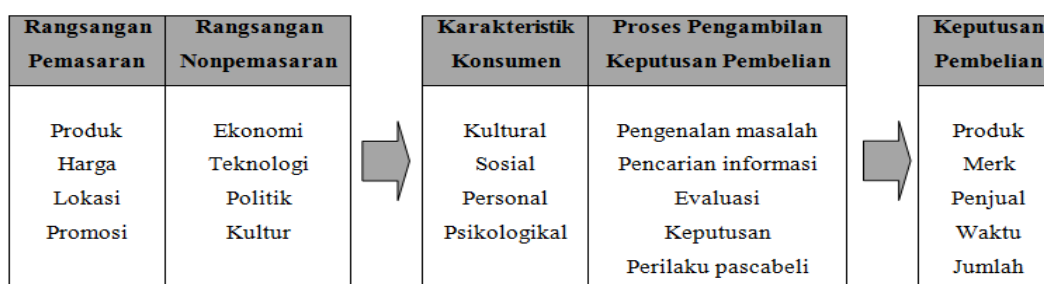 Rangsangan
Pemasaran
Produk
Harga
Lokasi
Promosi
Rangsangan
Nonpemasaran
Ekonomi
Teknologi
Politik
Kultur
Karakteristik
Konsumen
Kultural
Sosial
Personal
Psikologikal
Proses Pengambilan
Keputusan Pembelian
Pengenalan masalah
Pencarian informasi
Evaluasi
Keputusan
Perilaku pascabeli
Keputusan
Pembelian
Produk
Merk
Penjual
Waktu
Jumlah